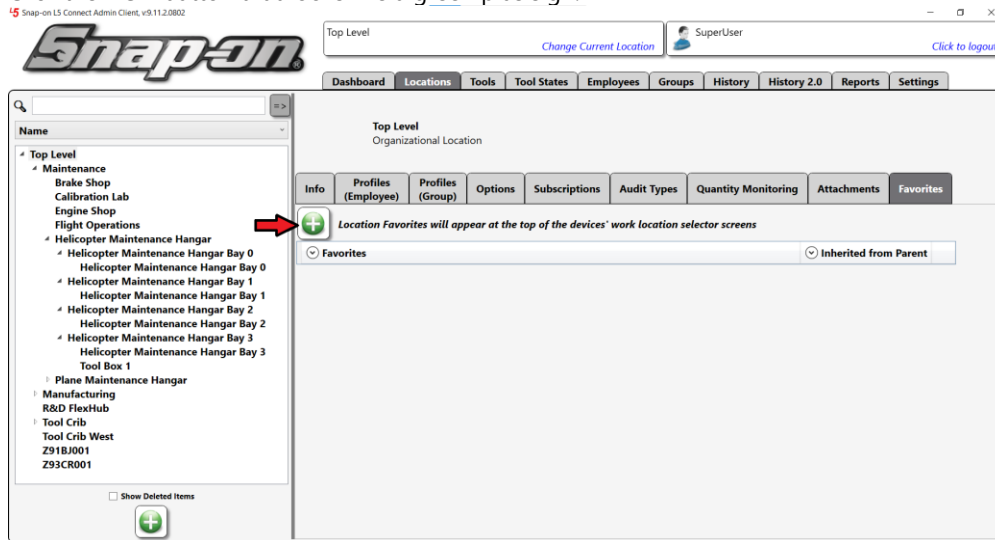 Snap-on L5 Connect Admin Client, v:9.11.2.0802
Snap-on
Top Level
Change Current Location
SuperUser
Click to logout
Dashboard Locations Tools Tool States Employees Groups History History 2.0 Reports Settings
=>
Name
Top Level
Maintenance
Brake Shop
Calibration Lab
Engine Shop
Flight Operations
Helicopter Maintenance Hangar
Helicopter Maintenance Hangar Bay 0
Helicopter Maintenance Hangar Bay 0
Helicopter Maintenance Hangar Bay 1
Helicopter Maintenance Hangar Bay 1
Helicopter Maintenance Hangar Bay 2
Helicopter Maintenance Hangar Bay 2
Helicopter Maintenance Hangar Bay 3
Helicopter Maintenance Hangar Bay 3
Tool Box 1
Plane Maintenance Hangar
Manufacturing
R&D FlexHub
Tool Crib
Tool Crib West
Z91BJ001
Z93CR001
Show Deleted Items
Top Level
Organizational Location
Info Profiles (Employee) Profiles (Group) Options Subscriptions Audit Types Quantity Monitoring Attachments Favorites
Location Favorites will appear at the top of the devices' work location selector screens
Favorites Inherited from Parent